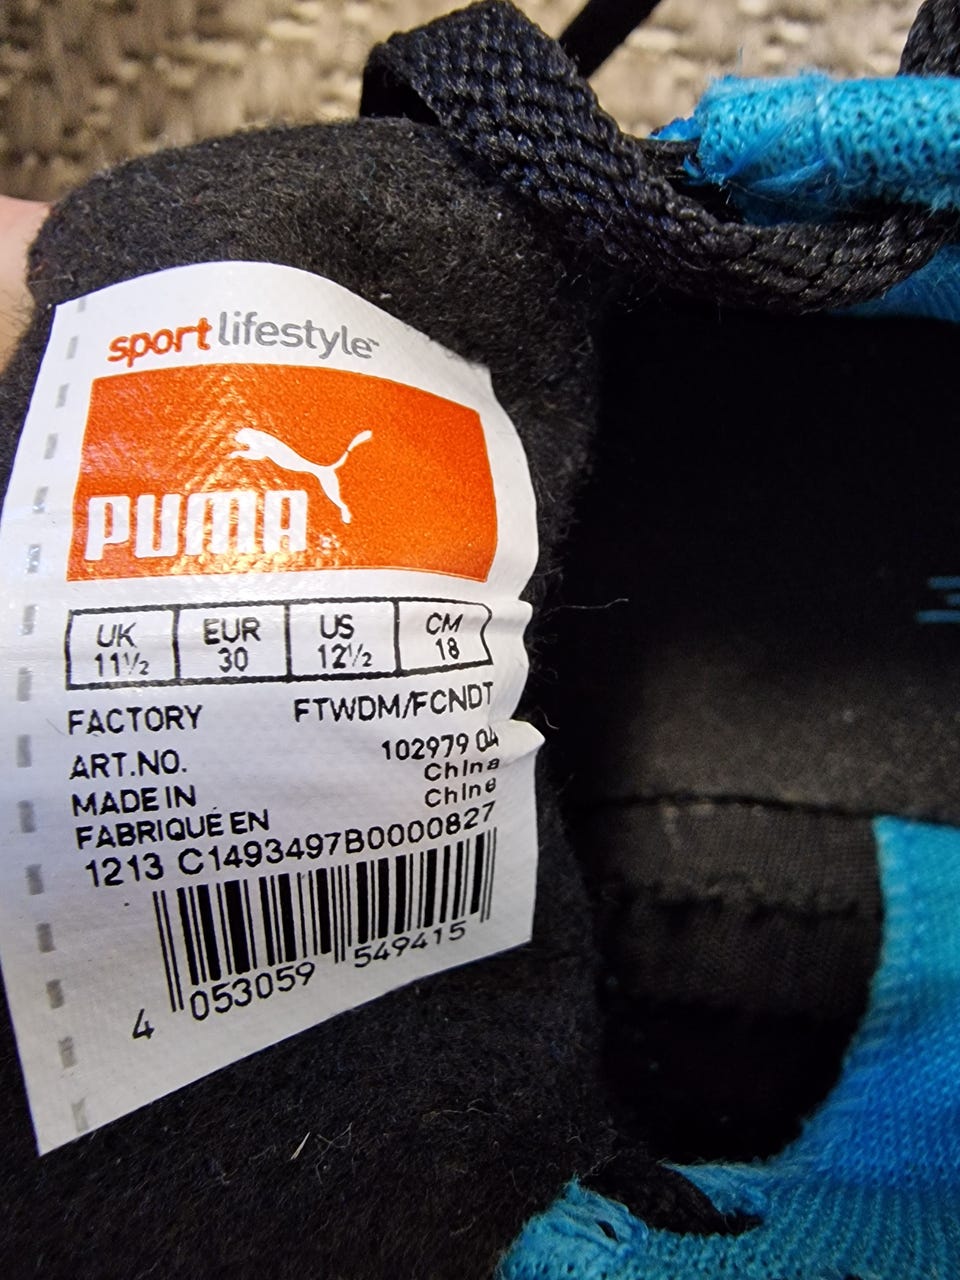 sport lifestyle™
PUMA
UK EUR US CM
11½ 30 12½ 18
FACTORY FTWDM/FCNDT
ART.NO. 102979 04
MADE IN China
FABRIQUÉ EN Chine
1213 C1493497B0000827
4 053059 549415